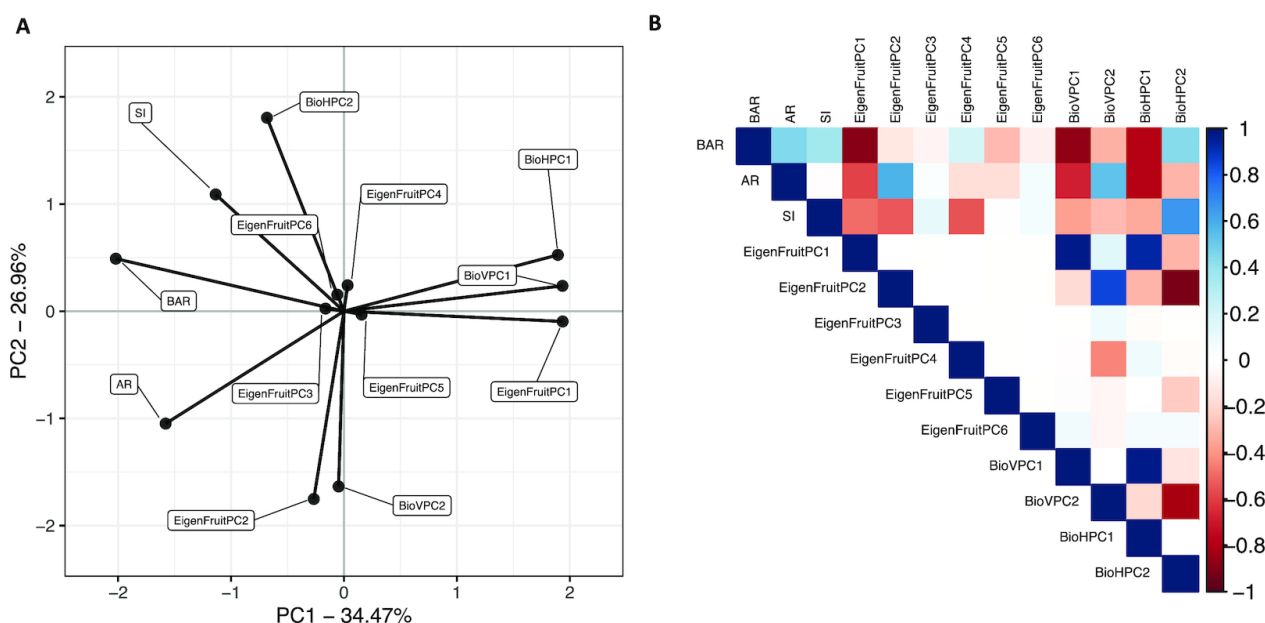 A
2
1
0
−1
−2
PC2 − 26.96%
SI
BioHPC2
BioHPC1
EigenFruitPC4
EigenFruitPC6
BioVPC1
BAR
AR
EigenFruitPC3
EigenFruitPC5
EigenFruitPC1
EigenFruitPC2
BioVPC2
−2
−1
0
1
2
PC1 − 34.47%
B
BAR
AR
SI
EigenFruitPC1
EigenFruitPC2
EigenFruitPC3
EigenFruitPC4
EigenFruitPC5
EigenFruitPC6
BioVPC1
BioVPC2
BioHPC1
BioHPC2
BAR
AR
SI
EigenFruitPC1
EigenFruitPC2
EigenFruitPC3
EigenFruitPC4
EigenFruitPC5
EigenFruitPC6
BioVPC1
BioVPC2
BioHPC1
BioHPC2
1
0.8
0.6
0.4
0.2
0
−0.2
−0.4
−0.6
−0.8
−1